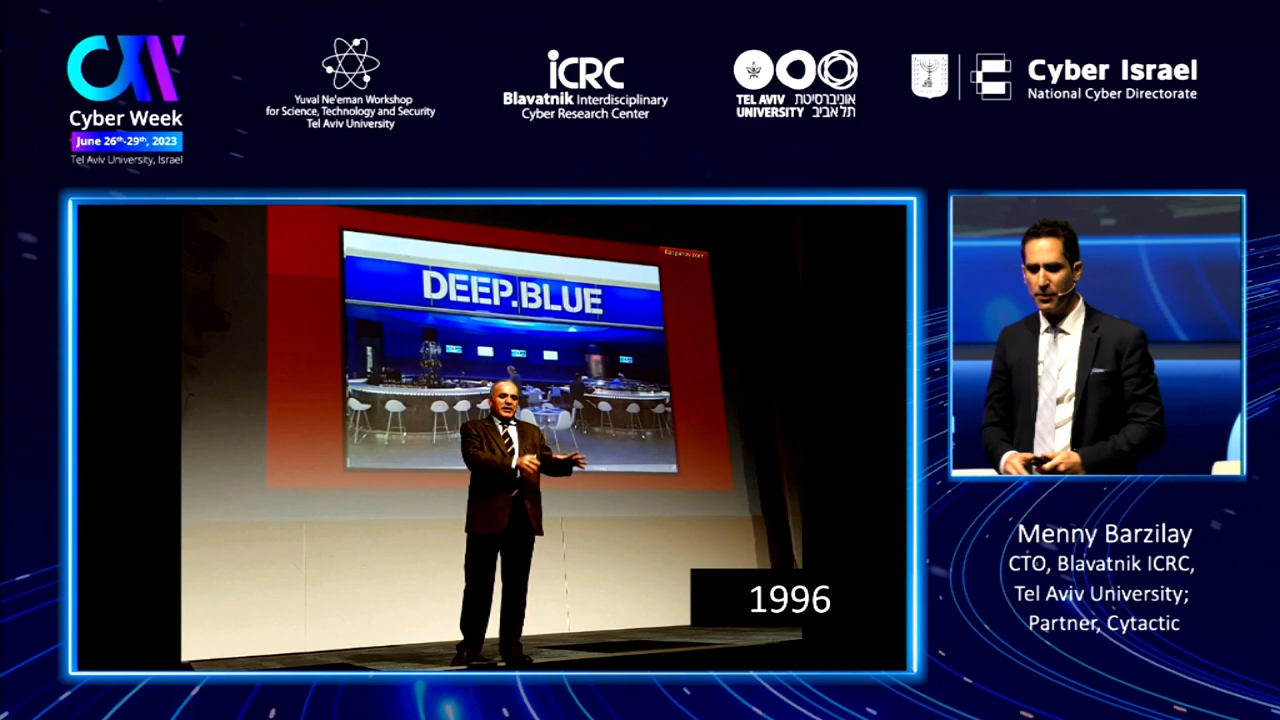 Cyber Week
June 26th-29th, 2023
Tel Aviv University, Israel
Yuval Ne'eman Workshop
for Science, Technology and Security
Tel Aviv University
iCRC
Blavatnik Interdisciplinary
Cyber Research Center
TEL AVIV אוניברסיטת
UNIVERSITY תל אביב
Cyber Israel
National Cyber Directorate
Kasparov.com
DEEP.BLUE
1996
Menny Barzilay
CTO, Blavatnik ICRC,
Tel Aviv University;
Partner, Cytactic